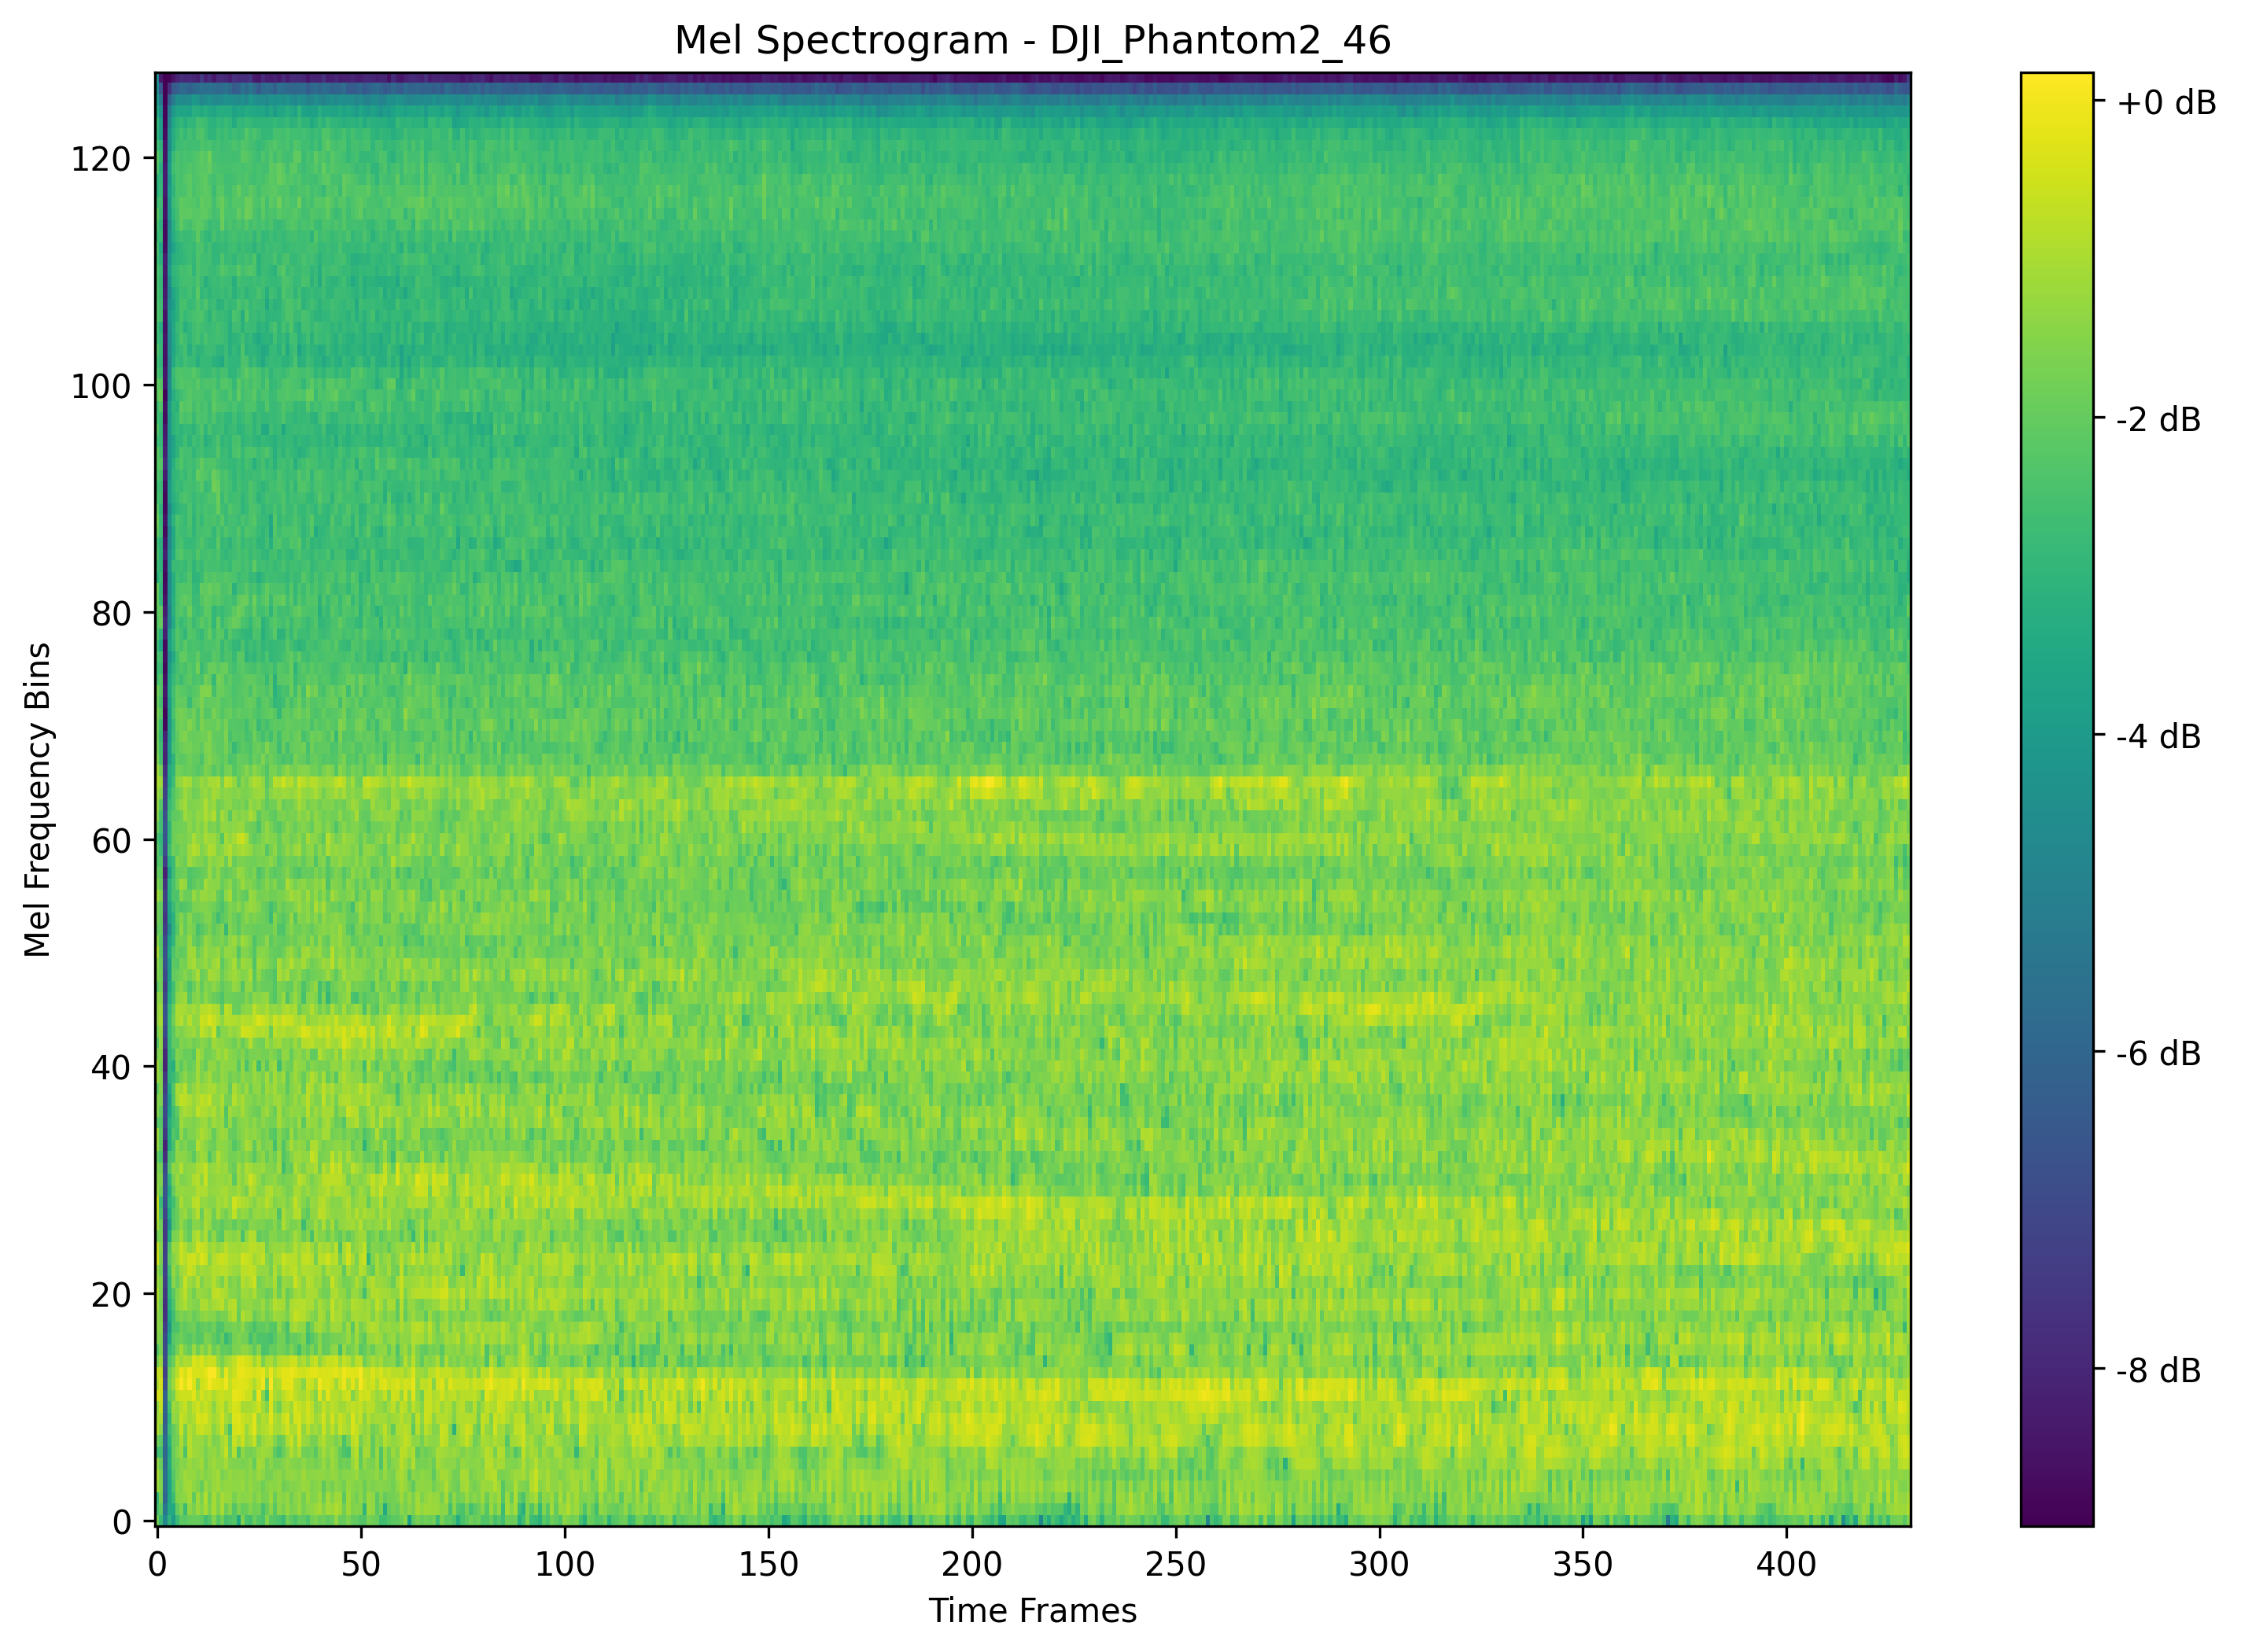 Mel Spectrogram - DJI_Phantom2_46
+0 dB
-2 dB
-4 dB
-6 dB
-8 dB
120
100
80
60
40
20
0
Mel Frequency Bins
0 50 100 150 200 250 300 350 400
Time Frames